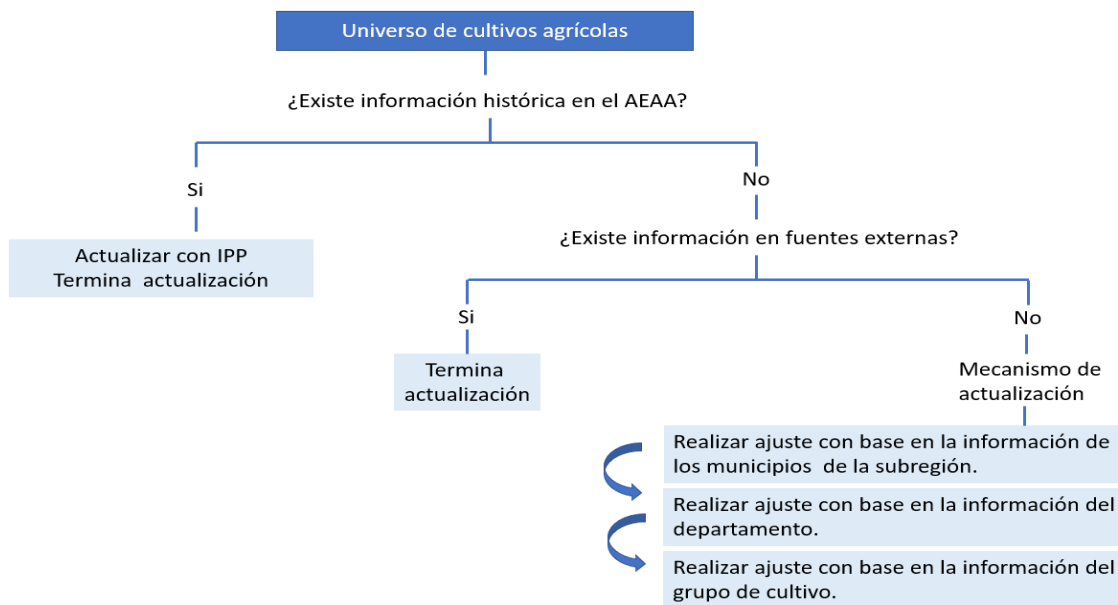 Universo de cultivos agrícolas
¿Existe información histórica en el AEAA?
Si
No
Actualizar con IPP
Termina actualización
¿Existe información en fuentes externas?
Si
No
Termina
actualización
Mecanismo de
actualización
Realizar ajuste con base en la información de
los municipios de la subregión.
Realizar ajuste con base en la información del
departamento.
Realizar ajuste con base en la información del
grupo de cultivo.